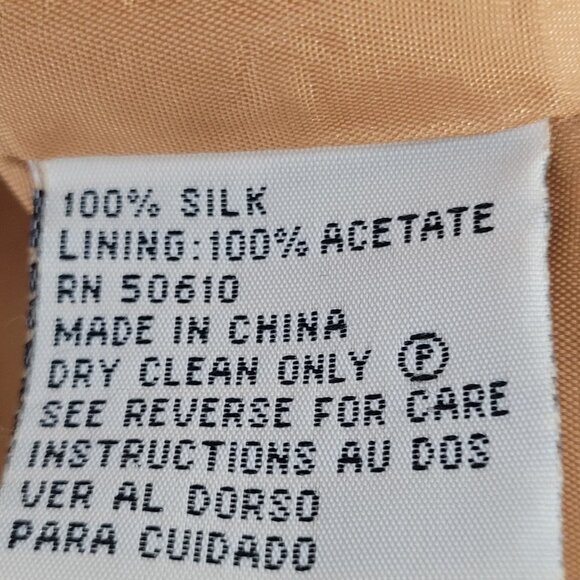 100% SILK
LINING:100% ACETATE
RN 50610
MADE IN CHINA
DRY CLEAN ONLY Ⓟ
SEE REVERSE FOR CARE
INSTRUCTIONS AU DOS
VER AL DORSO
PARA CUIDADO